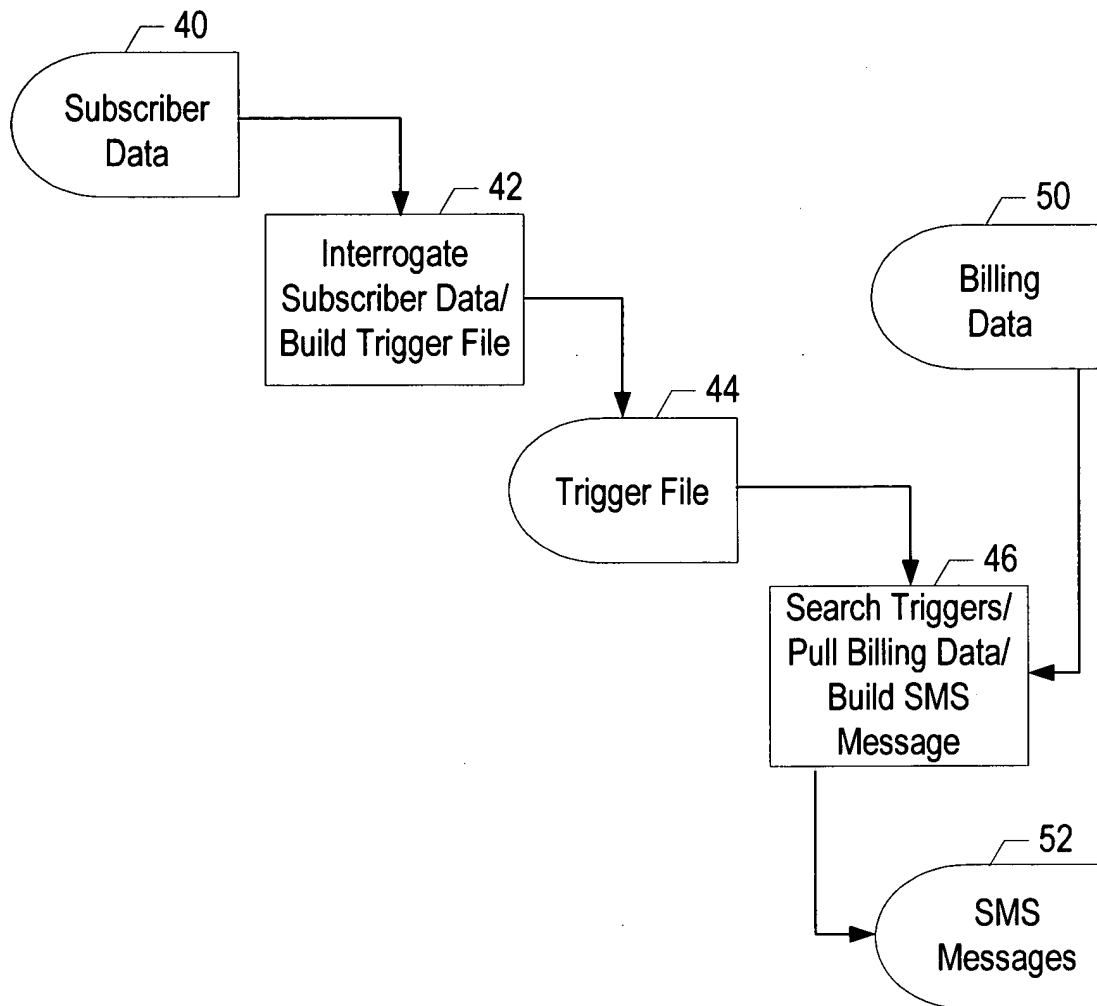 40
Subscriber
Data
42
Interrogate
Subscriber Data/
Build Trigger File
50
Billing
Data
44
Trigger File
46
Search Triggers/
Pull Billing Data/
Build SMS
Message
52
SMS
Messages